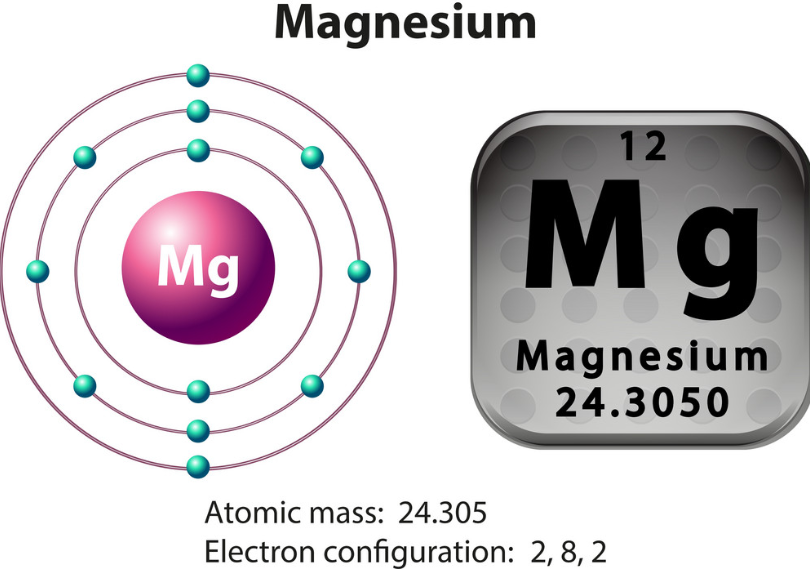 Magnesium
Mg
12
Mg
Magnesium
24.3050
Atomic mass: 24.305
Electron configuration: 2, 8, 2